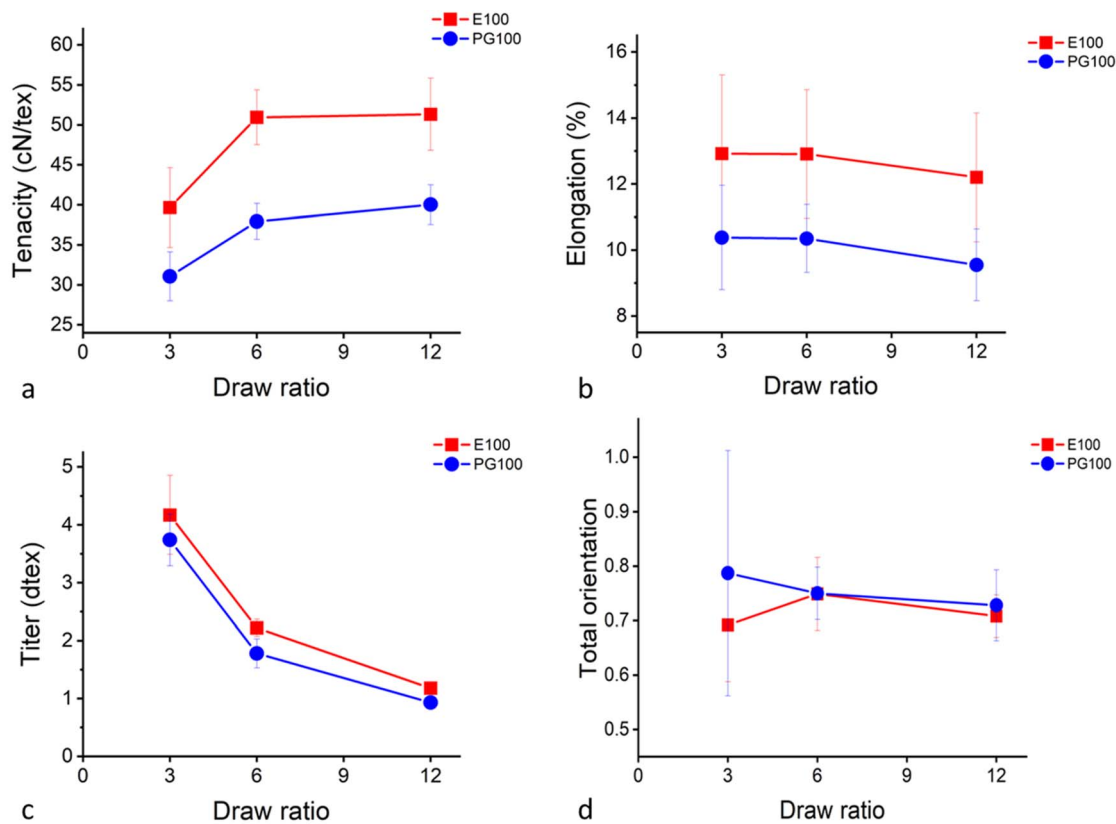 E100
PG100
60
55
50
45
40
35
30
25
Tenacity (cN/tex)
0 3 6 9 12
Draw ratio
a
E100
PG100
16
14
12
10
8
Elongation (%)
0 3 6 9 12
Draw ratio
b
E100
PG100
5
4
3
2
1
0
Titer (dtex)
0 3 6 9 12
Draw ratio
c
E100
PG100
1.0
0.9
0.8
0.7
0.6
0.5
Total orientation
0 3 6 9 12
Draw ratio
d